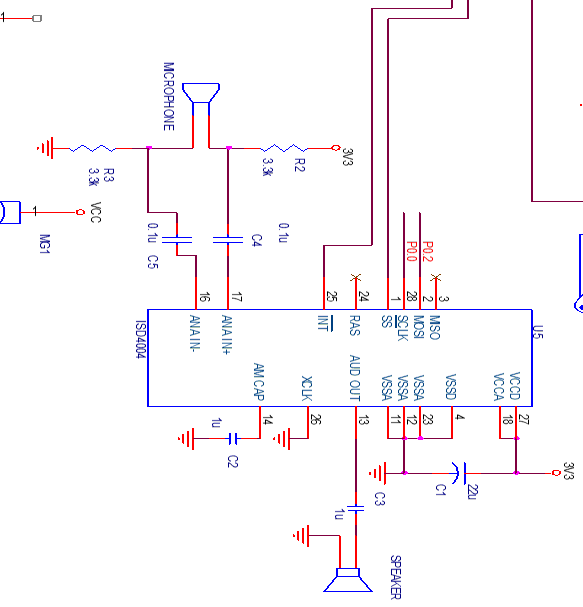 1
MICROPHONE
R3
3.3k
R2
3.3k
3V3
1
VCC
MG1
0.1u
C5
C4
0.1u
P0.0
P0.2
16
17
25
24
1
28
2
3
ISD4004
U5
ANA IN-
ANA IN+
INT
RAS
SS
SCLK
MOSI
MISO
AM CAP
XCLK
AUD OUT
VSSA
VSSA
VSSA
VSSD
VCCA
VCCD
14
26
13
11
12
23
4
18
27
1u
C2
C3
1u
C1
22u
3V3
SPEAKER